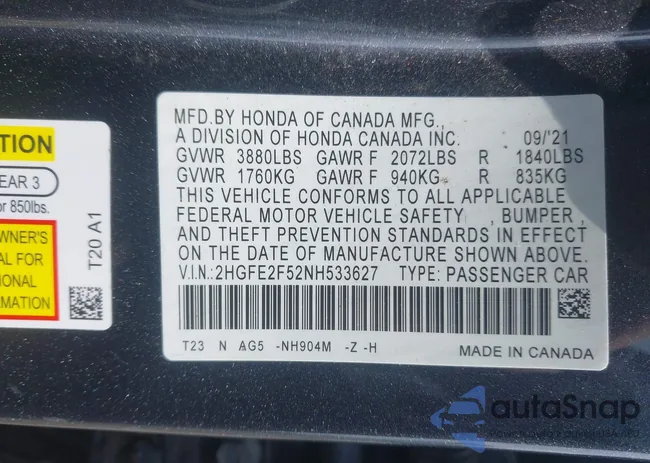 TION
EAR 3
or 850lbs.
WNER'S
AL FOR
IONAL
RMATION
T20 A1
MFD.BY HONDA OF CANADA MFG.,
A DIVISION OF HONDA CANADA INC. 09/'21
GVWR 3880LBS GAWR F 2072LBS R 1840LBS
GVWR 1760KG GAWR F 940KG R 835KG
THIS VEHICLE CONFORMS TO ALL APPLICABLE
FEDERAL MOTOR VEHICLE SAFETY , BUMPER ,
AND THEFT PREVENTION STANDARDS IN EFFECT
ON THE DATE OF MANUFACTURE SHOWN ABOVE.
V.I.N.:2HGFE2F52NH533627 TYPE: PASSENGER CAR
T23 N AG5 -NH904M -Z -H MADE IN CANADA
autoSnap